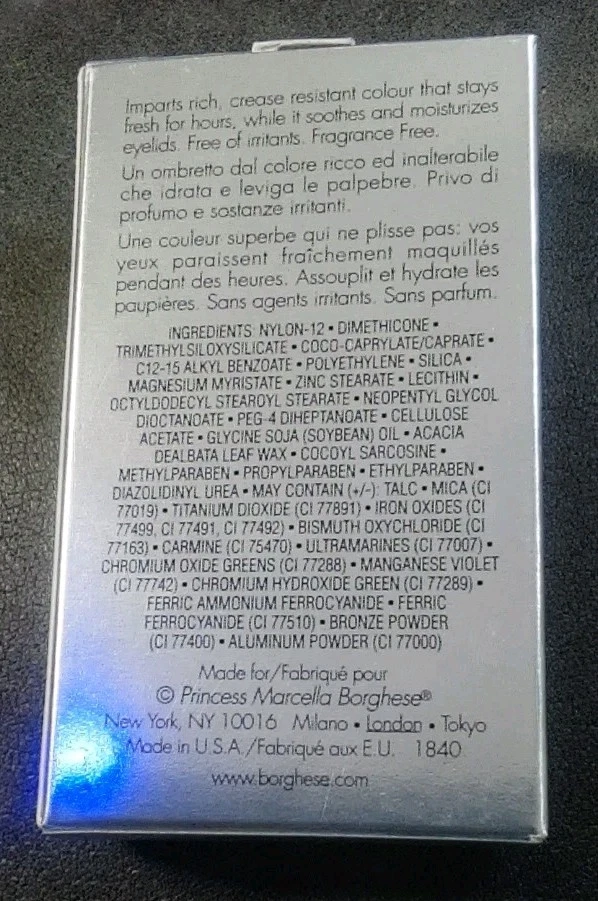 Imparts rich, crease resistant colour that stays
fresh for hours, while it soothes and moisturizes
eyelids. Free of irritants. Fragrance Free.
Un ombretto dal colore ricco ed inalterabile
che idrata e leviga le palpebre. Privo di
profumo e sostanze irritanti.
Une couleur superbe qui ne plisse pas: vos
yeux paraissent fraîchement maquillés
pendant des heures. Assouplit et hydrate les
paupières. Sans agents irritants. Sans parfum.
INGREDIENTS: NYLON-12 • DIMETHICONE •
TRIMETHYLSILOXYSILICATE • COCO-CAPRYLATE/CAPRATE •
C12-15 ALKYL BENZOATE • POLYETHYLENE • SILICA •
MAGNESIUM MYRISTATE • ZINC STEARATE • LECITHIN •
OCTYLDODECYL STEAROYL STEARATE • NEOPENTYL GLYCOL
DIOCTANOATE • PEG-4 DIHEPTANOATE • CELLULOSE
ACETATE • GLYCINE SOJA (SOYBEAN) OIL • ACACIA
DEALBATA LEAF WAX • COCOYL SARCOSINE •
METHYLPARABEN • PROPYLPARABEN • ETHYLPARABEN •
DIAZOLIDINYL UREA • MAY CONTAIN (+/-): TALC • MICA (CI
77019) • TITANIUM DIOXIDE (CI 77891) • IRON OXIDES (CI
77499, CI 77491, CI 77492) • BISMUTH OXYCHLORIDE (CI
77163) • CARMINE (CI 75470) • ULTRAMARINES (CI 77007) •
CHROMIUM OXIDE GREENS (CI 77288) • MANGANESE VIOLET
(CI 77742) • CHROMIUM HYDROXIDE GREEN (CI 77289) •
FERRIC AMMONIUM FERROCYANIDE • FERRIC
FERROCYANIDE (CI 77510) • BRONZE POWDER
(CI 77400) • ALUMINUM POWDER (CI 77000)
Made for/Fabriqué pour
© Princess Marcella Borghese®
New York, NY 10016 Milano • London • Tokyo
Made in U.S.A./Fabriqué aux E.U. 1840
www.borghese.com